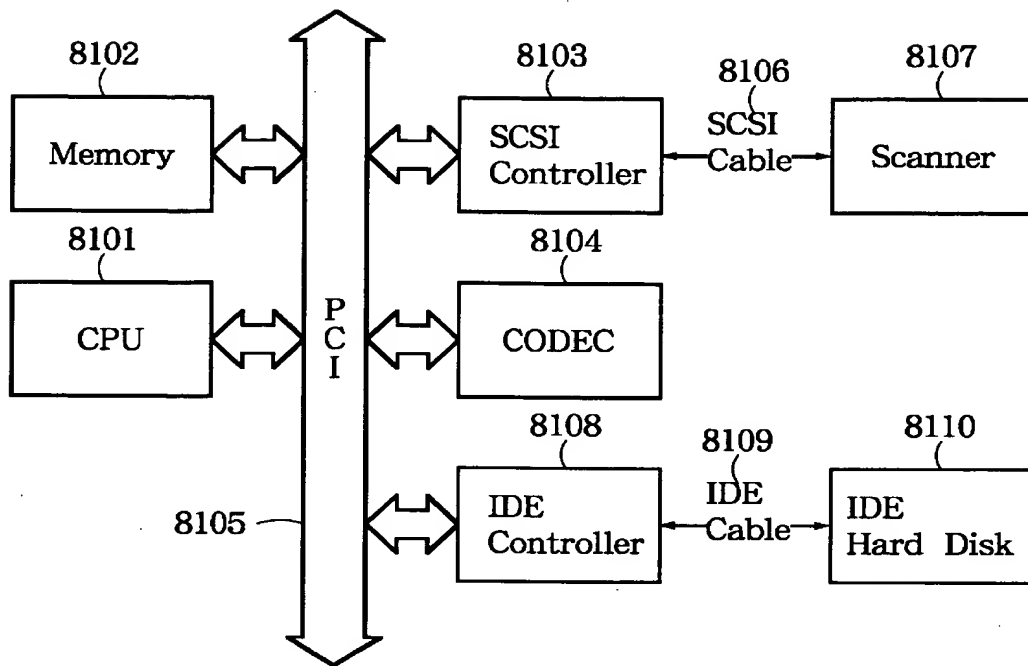 8102
Memory
8101
CPU
P
C
I
8105
8103
SCSI
Controller
8106
SCSI
Cable
8107
Scanner
8104
CODEC
8108
IDE
Controller
8109
IDE
Cable
8110
IDE
Hard Disk